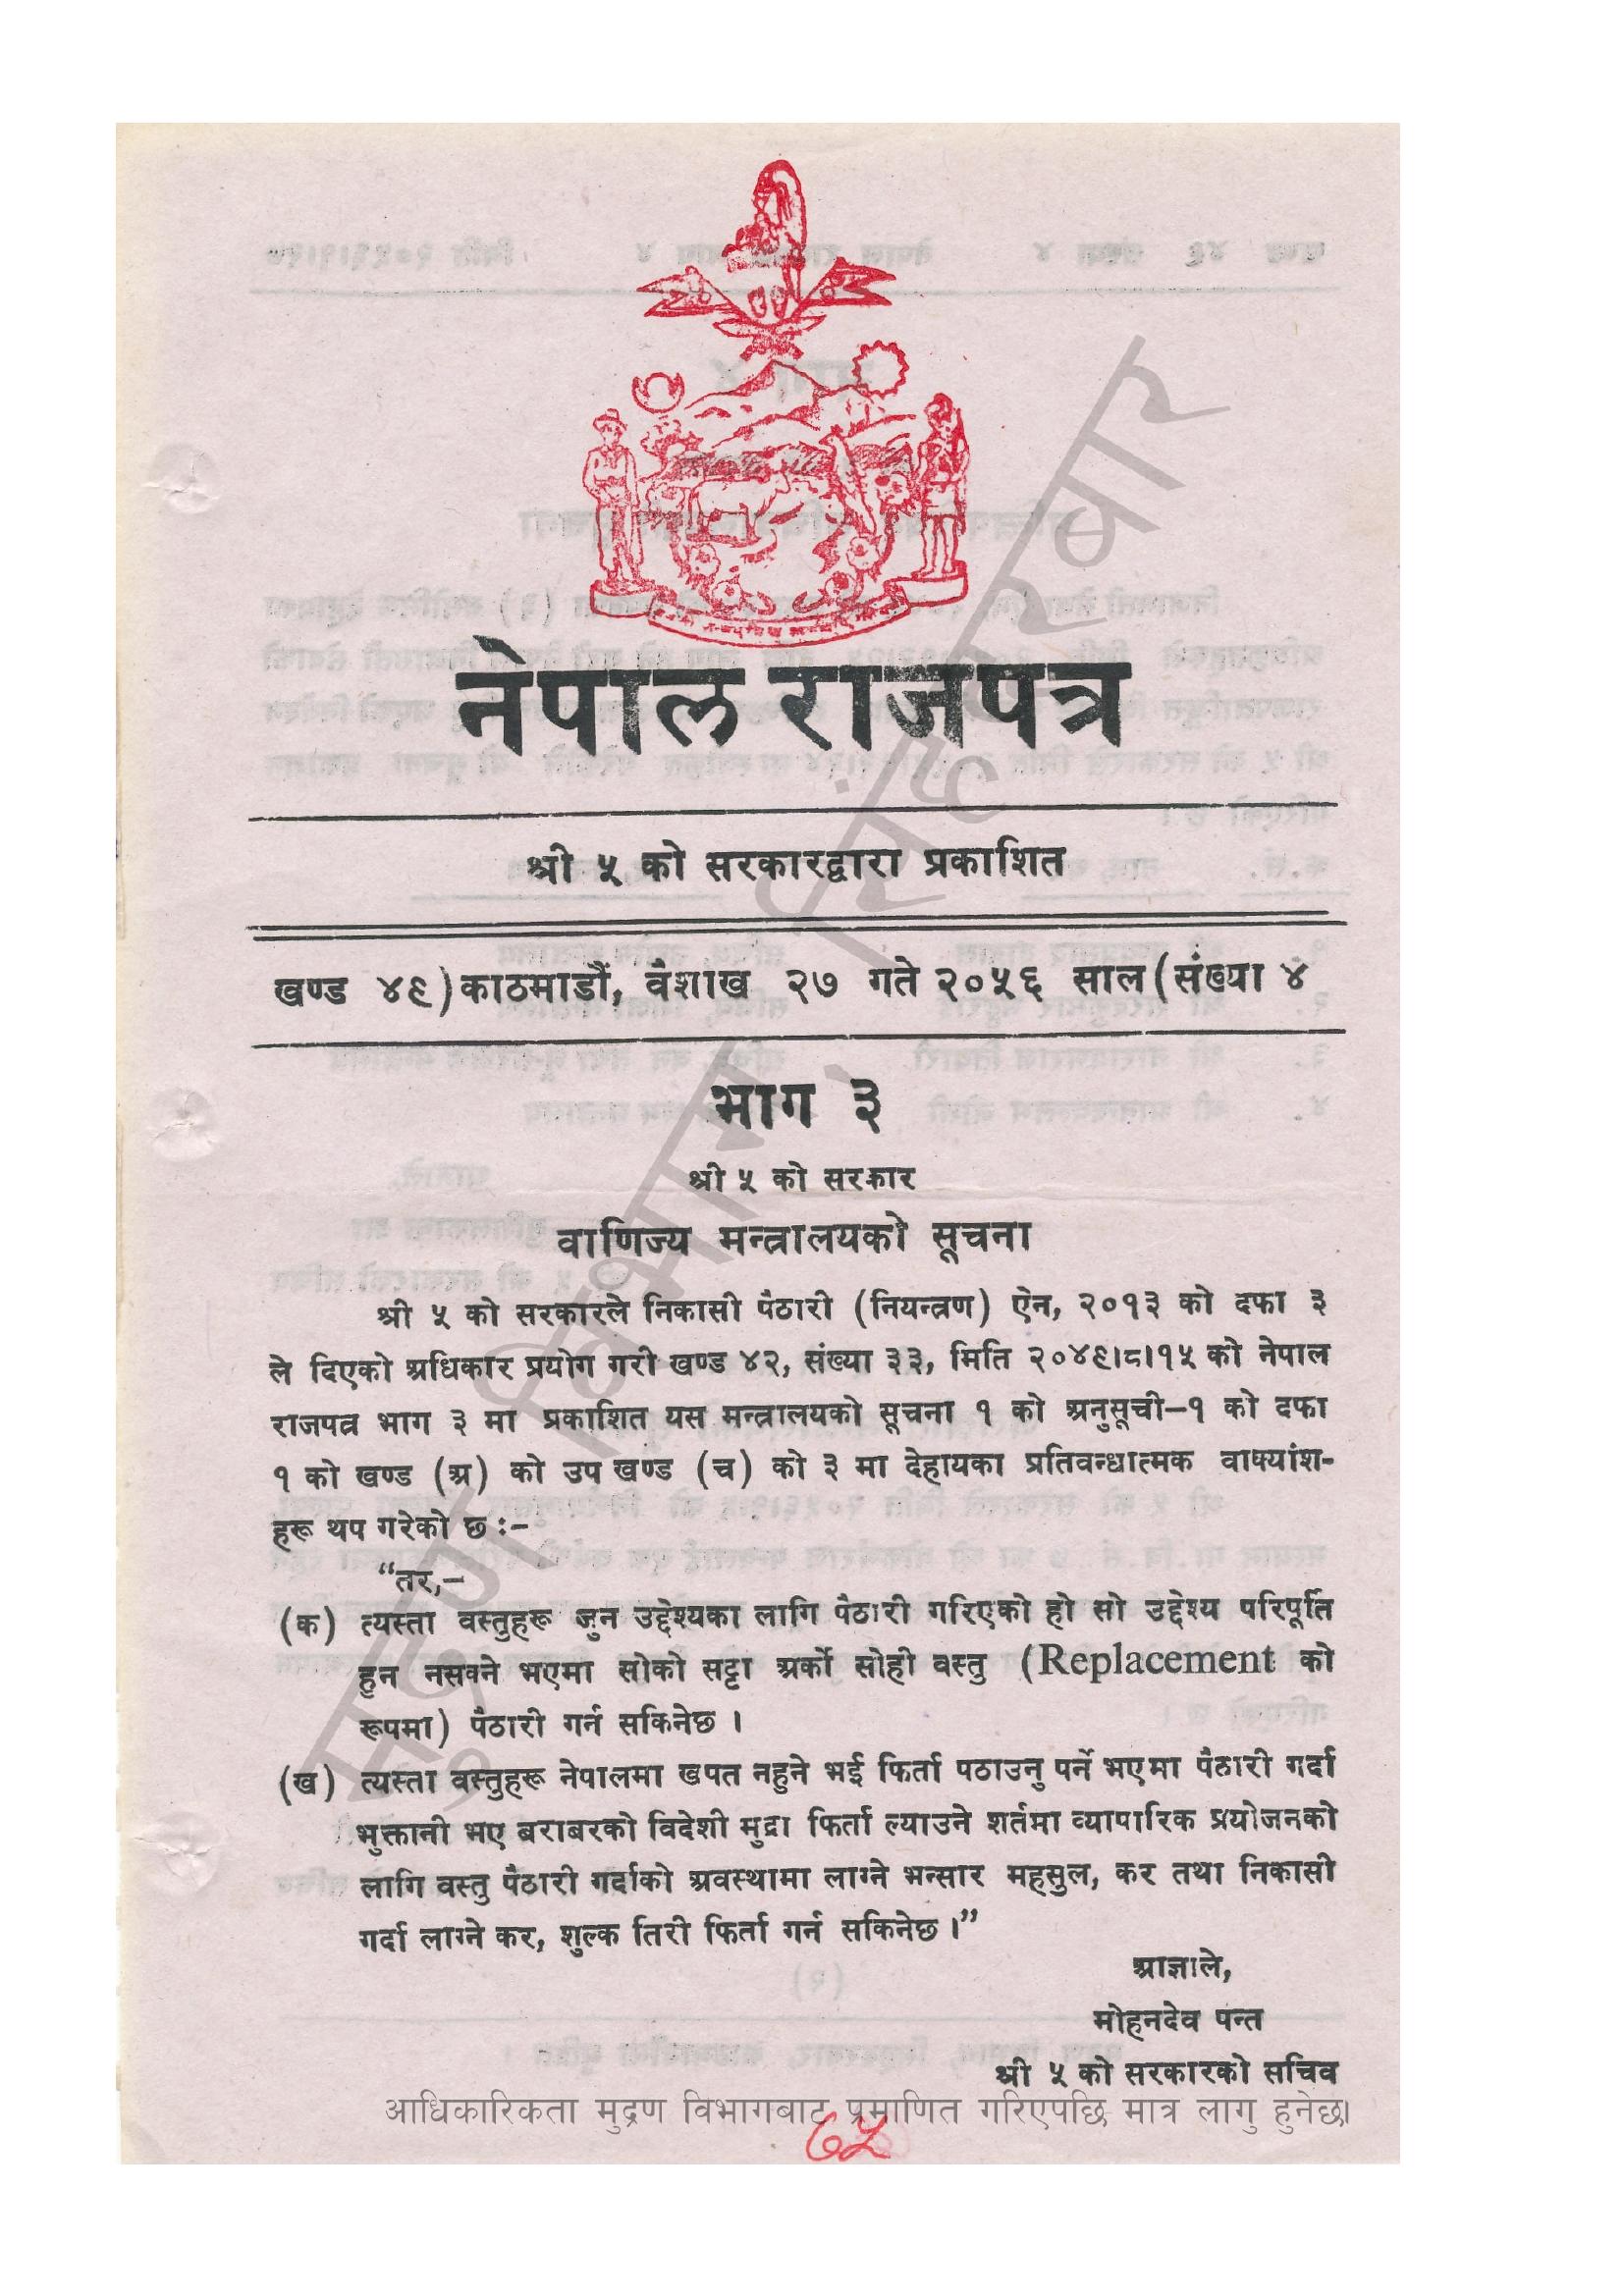 नेपाल राजपत्र
श्री ५ को सरकारद्वारा प्रकाशित
खण्ड ४९) काठमाडौं, वैशाख २७ गते २०५६ साल (संख्या ४
भाग ३
श्री ५ को सरकार
वाणिज्य मन्त्रालयको सूचना
श्री ५ को सरकारले निकासी पैठारी (नियन्त्रण) ऐन, २०१३ को दफा ३
ले दिएको अधिकार प्रयोग गरी खण्ड ४२, संख्या ३३, मिति २०४९।८।१५ को नेपाल
राजपत्र भाग ३ मा प्रकाशित यस मन्त्रालयको सूचना १ को अनुसूची–१ को दफा
१ को खण्ड (अ) को उप खण्ड (च) को ३ मा देहायका प्रतिवन्धात्मक वाक्यांश-
हरू थप गरेको छ :–
"तर,–
(क) त्यस्ता वस्तुहरू जुन उद्देश्यका लागि पैठारी गरिएको हो सो उद्देश्य परिपूर्ति
हुन नसक्ने भएमा सोको सट्टा अर्को सोही वस्तु (Replacement को
रूपमा) पैठारी गर्न सकिनेछ ।
(ख) त्यस्ता वस्तुहरू नेपालमा खपत नहुने भई फिर्ता पठाउनु पर्ने भएमा पैठारी गर्दा
भुक्तानी भए बराबरको विदेशी मुद्रा फिर्ता ल्याउने शर्तमा व्यापारिक प्रयोजनको
लागि वस्तु पैठारी गर्दाको अवस्थामा लाग्ने भन्सार महसुल, कर तथा निकासी
गर्दा लाग्ने कर, शुल्क तिरी फिर्ता गर्न सकिनेछ ।"
आज्ञाले,
मोहनदेव पन्त
श्री ५ को सरकारको सचिव
आधिकारिकता मुद्रण विभागबाट प्रमाणित गरिएपछि मात्र लागु हुनेछ।
७५
मुद्रण विभाग, सिंहदरबार